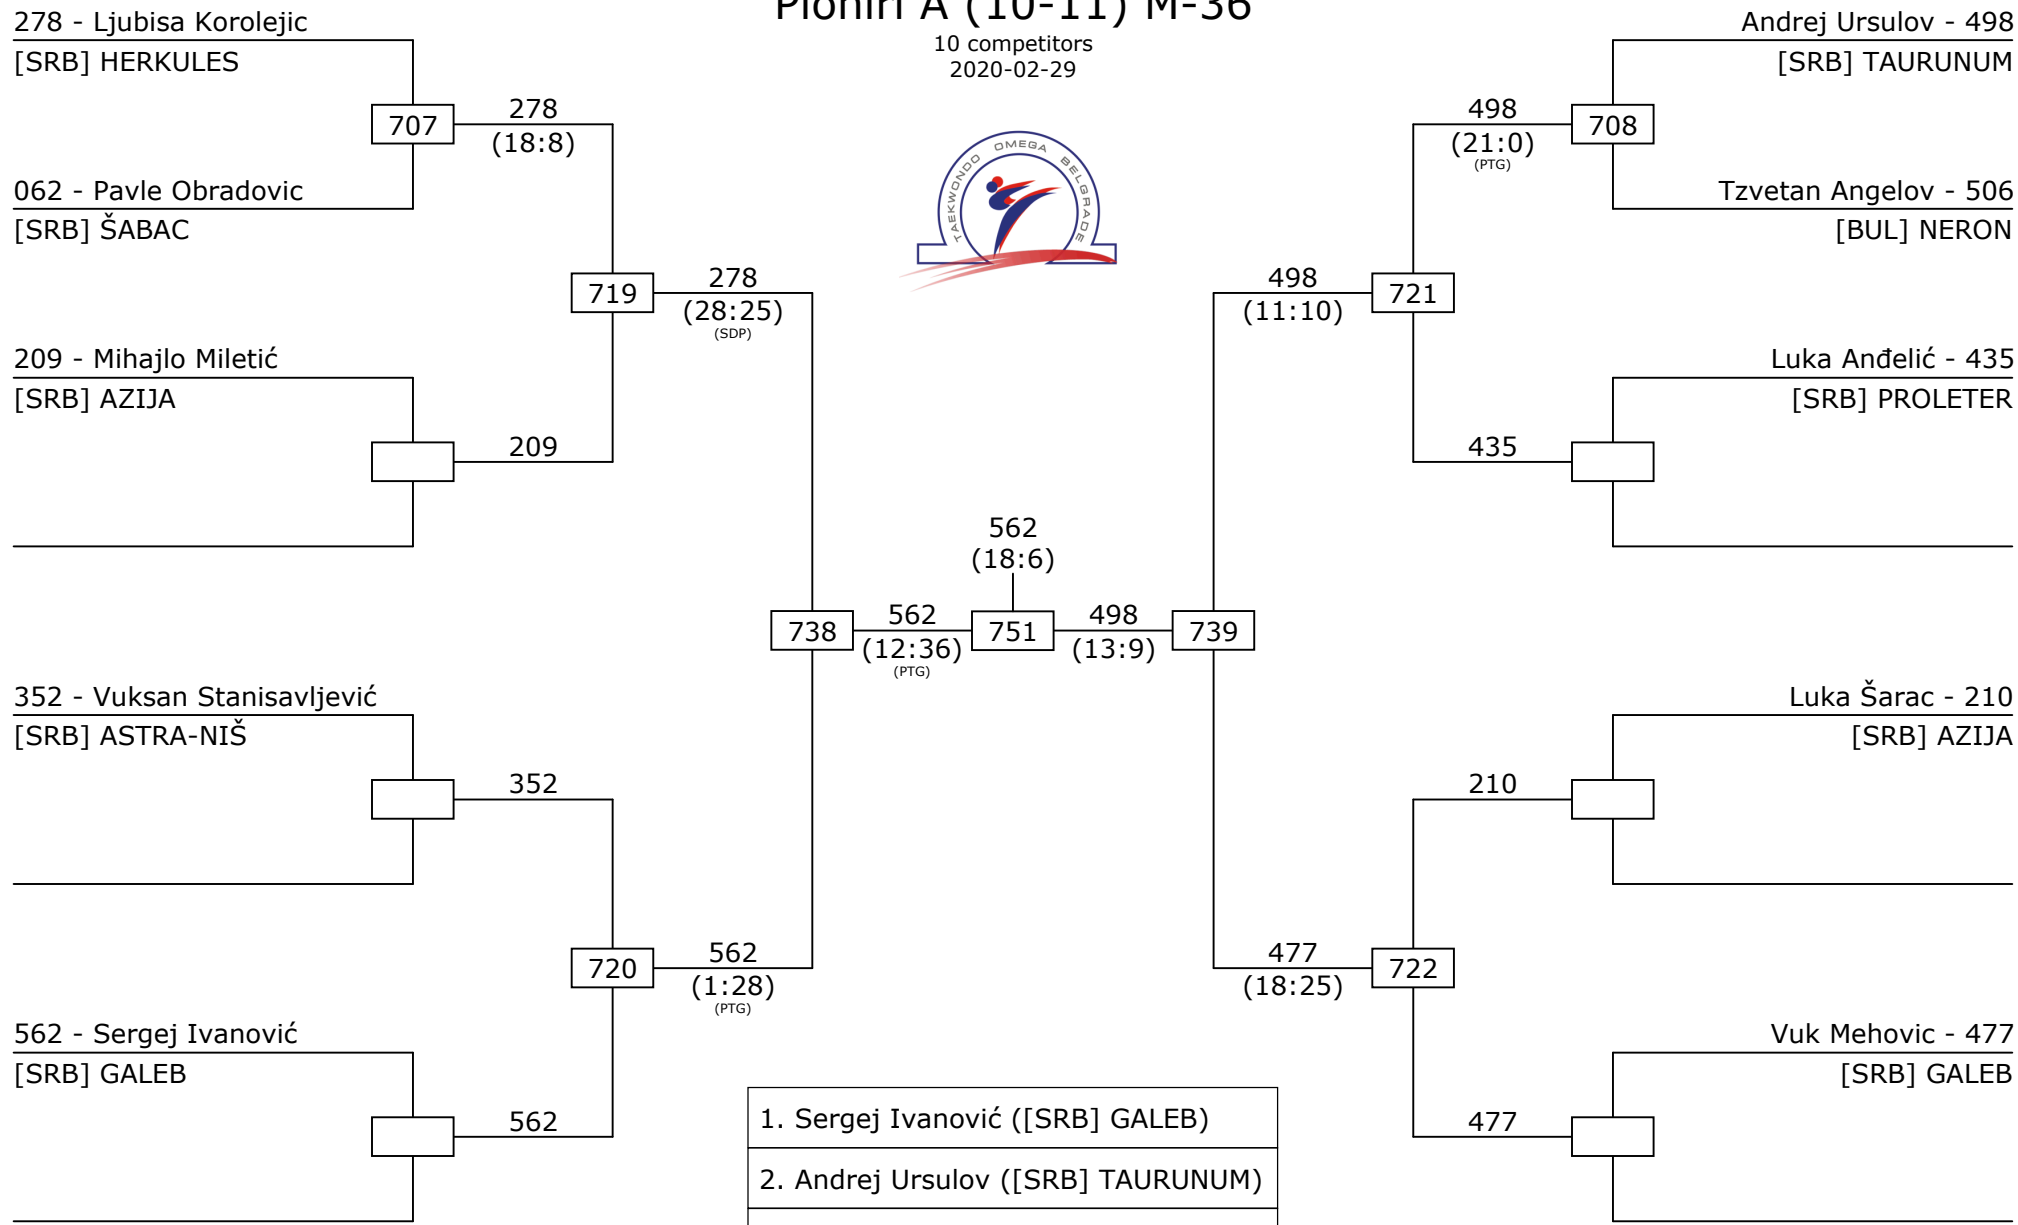 Pioniri A (10-11) M-36
10 competitors
2020-02-29
TAEKWONDO OMEGA BELGRADE
278 - Ljubisa Korolejic
[SRB] HERKULES
707
278
(18:8)
062 - Pavle Obradovic
[SRB] ŠABAC
719
278
(28:25)
(SDP)
209 - Mihajlo Miletić
[SRB] AZIJA
209
352 - Vuksan Stanisavljević
[SRB] ASTRA-NIŠ
352
720
562
(1:28)
(PTG)
562 - Sergej Ivanović
[SRB] GALEB
562
738
562
(12:36)
(PTG)
562
(18:6)
751
498
(13:9)
739
Andrej Ursulov - 498
[SRB] TAURUNUM
498
(21:0)
(PTG)
708
Tzvetan Angelov - 506
[BUL] NERON
498
(11:10)
721
Luka Anđelić - 435
[SRB] PROLETER
435
Luka Šarac - 210
[SRB] AZIJA
210
477
(18:25)
722
Vuk Mehovic - 477
[SRB] GALEB
477
1. Sergej Ivanović ([SRB] GALEB)
2. Andrej Ursulov ([SRB] TAURUNUM)